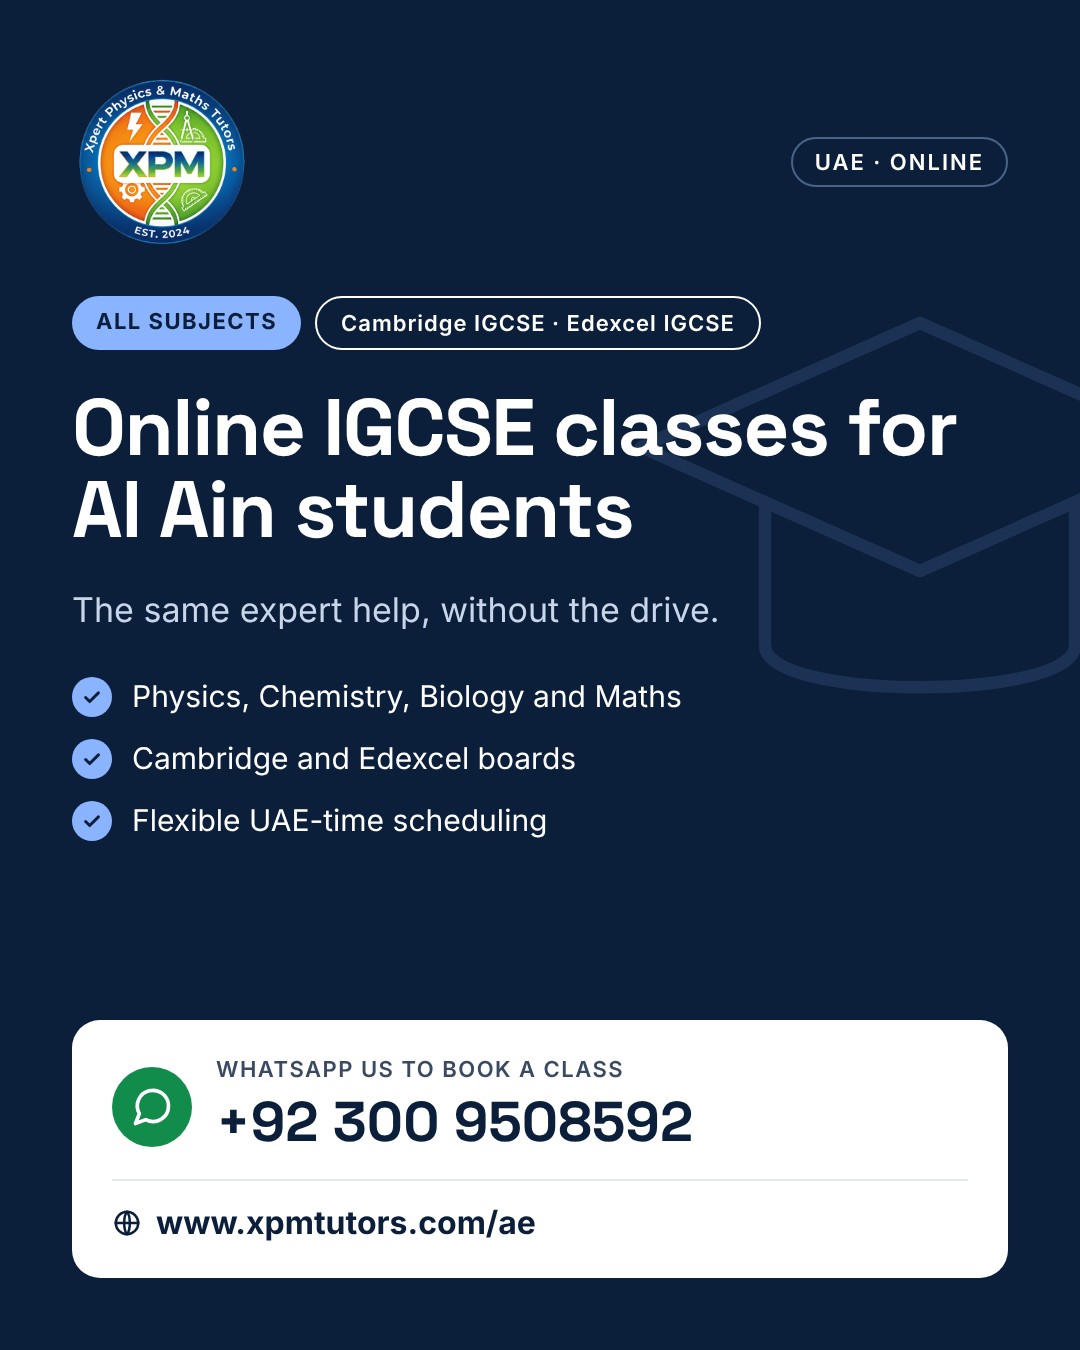 Xpert Physics & Maths Tutors
XPM
EST. 2024
UAE · ONLINE
ALL SUBJECTS
Cambridge IGCSE · Edexcel IGCSE
Online IGCSE classes for
Al Ain students
The same expert help, without the drive.
Physics, Chemistry, Biology and Maths
Cambridge and Edexcel boards
Flexible UAE-time scheduling
WHATSAPP US TO BOOK A CLASS
+92 300 9508592
www.xpmtutors.com/ae